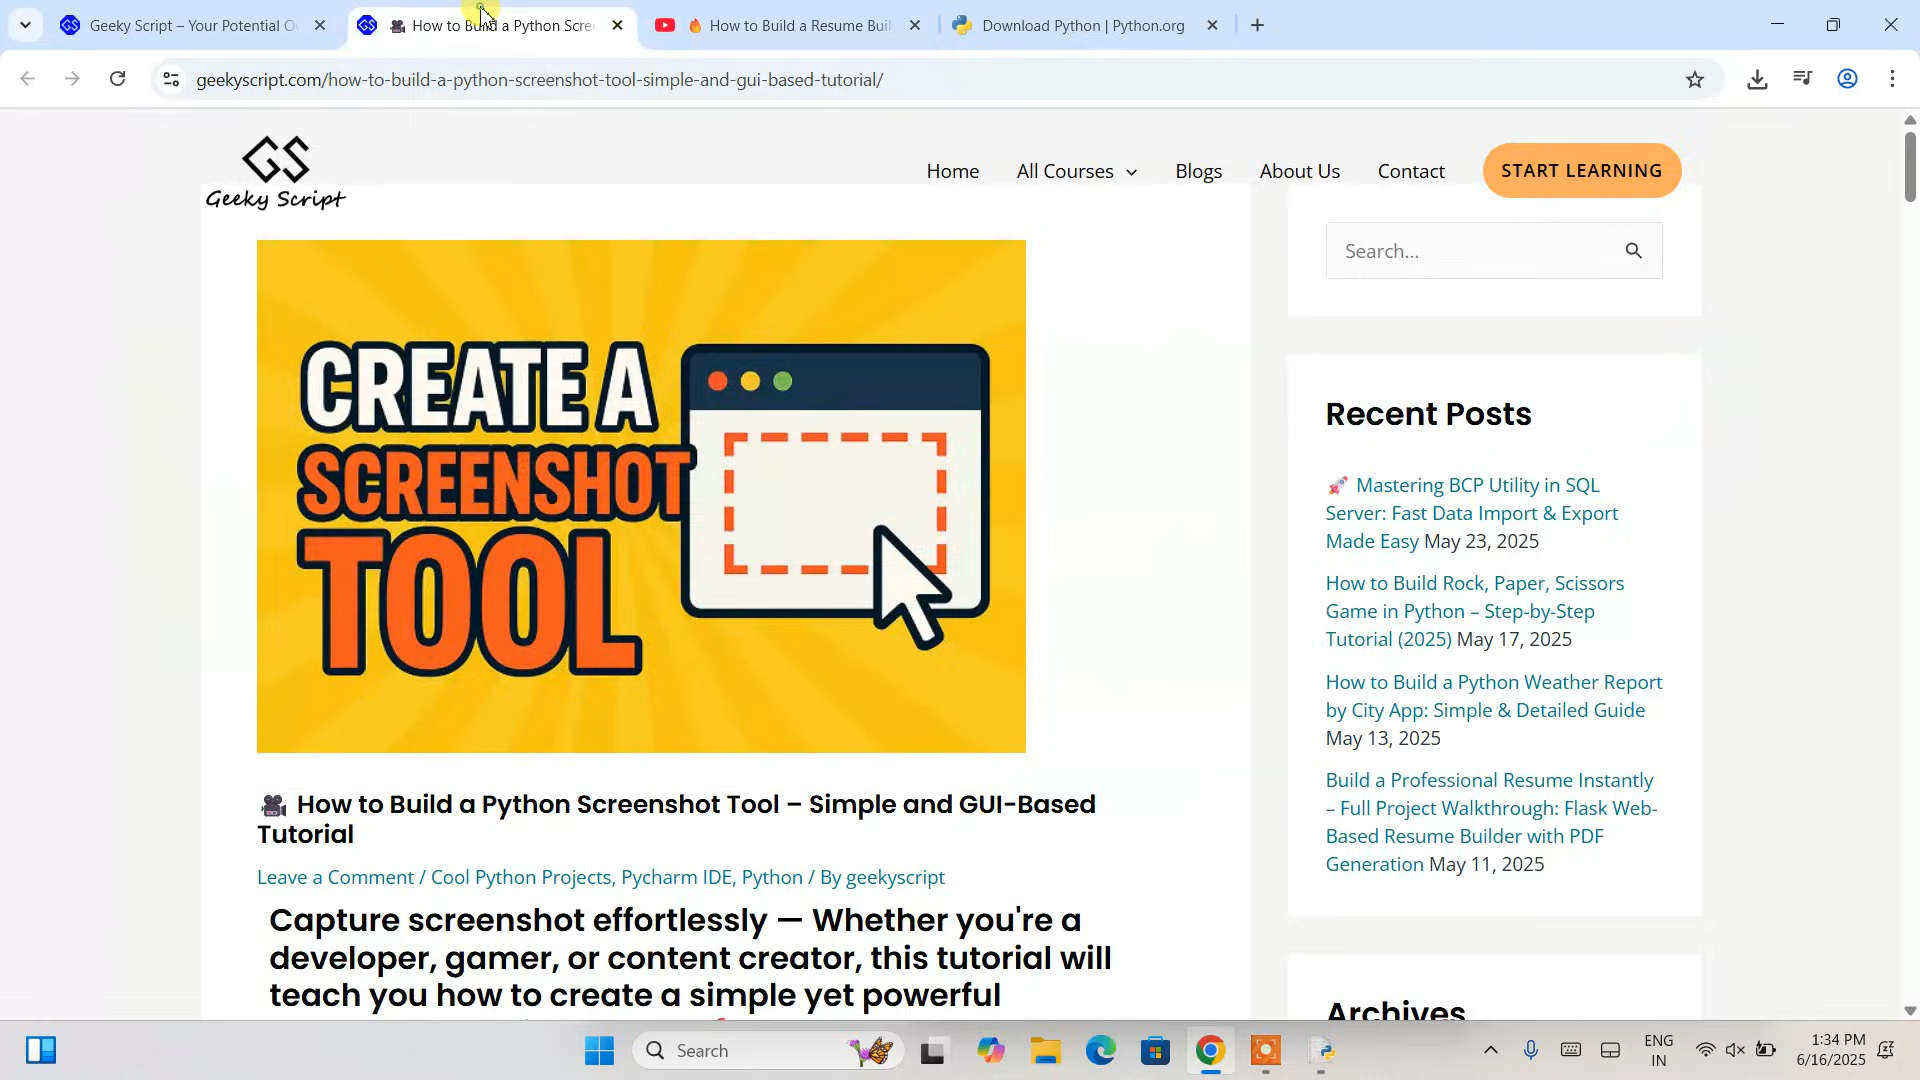 Geeky Script – Your Potential O
How to Build a Python Scre
How to Build a Resume Buil
Download Python | Python.org
geekyscript.com/how-to-build-a-python-screenshot-tool-simple-and-gui-based-tutorial/
GS
Geeky Script
Home
All Courses
Blogs
About Us
Contact
START LEARNING
CREATE A
SCREENSHOT
TOOL
Search...
Recent Posts
🚀 Mastering BCP Utility in SQL
Server: Fast Data Import & Export
Made Easy May 23, 2025
How to Build Rock, Paper, Scissors
Game in Python – Step-by-Step
Tutorial (2025) May 17, 2025
How to Build a Python Weather Report
by City App: Simple & Detailed Guide
May 13, 2025
Build a Professional Resume Instantly
– Full Project Walkthrough: Flask Web-
Based Resume Builder with PDF
Generation May 11, 2025
Archives
🎥 How to Build a Python Screenshot Tool – Simple and GUI-Based
Tutorial
Leave a Comment / Cool Python Projects, Pycharm IDE, Python / By geekyscript
Capture screenshot effortlessly — Whether you're a
developer, gamer, or content creator, this tutorial will
teach you how to create a simple yet powerful
Search
ENG
IN
1:34 PM
6/16/2025